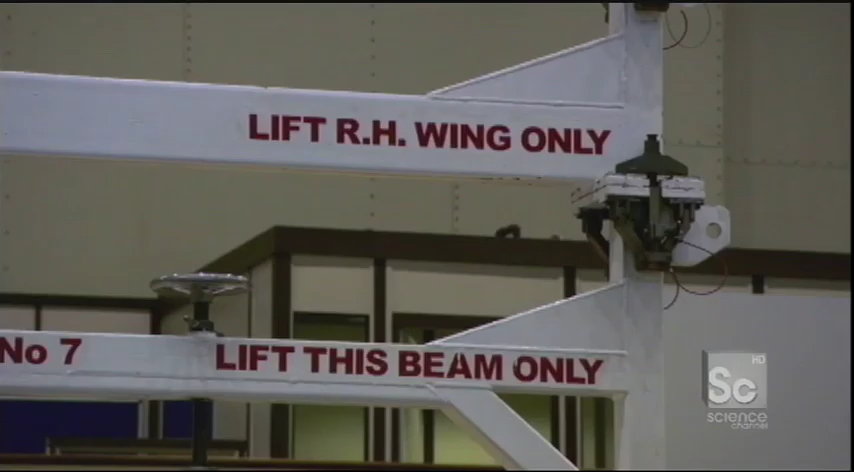 LIFT R.H. WING ONLY
No 7
LIFT THIS BEAM ONLY
HD
Sc
science
channel